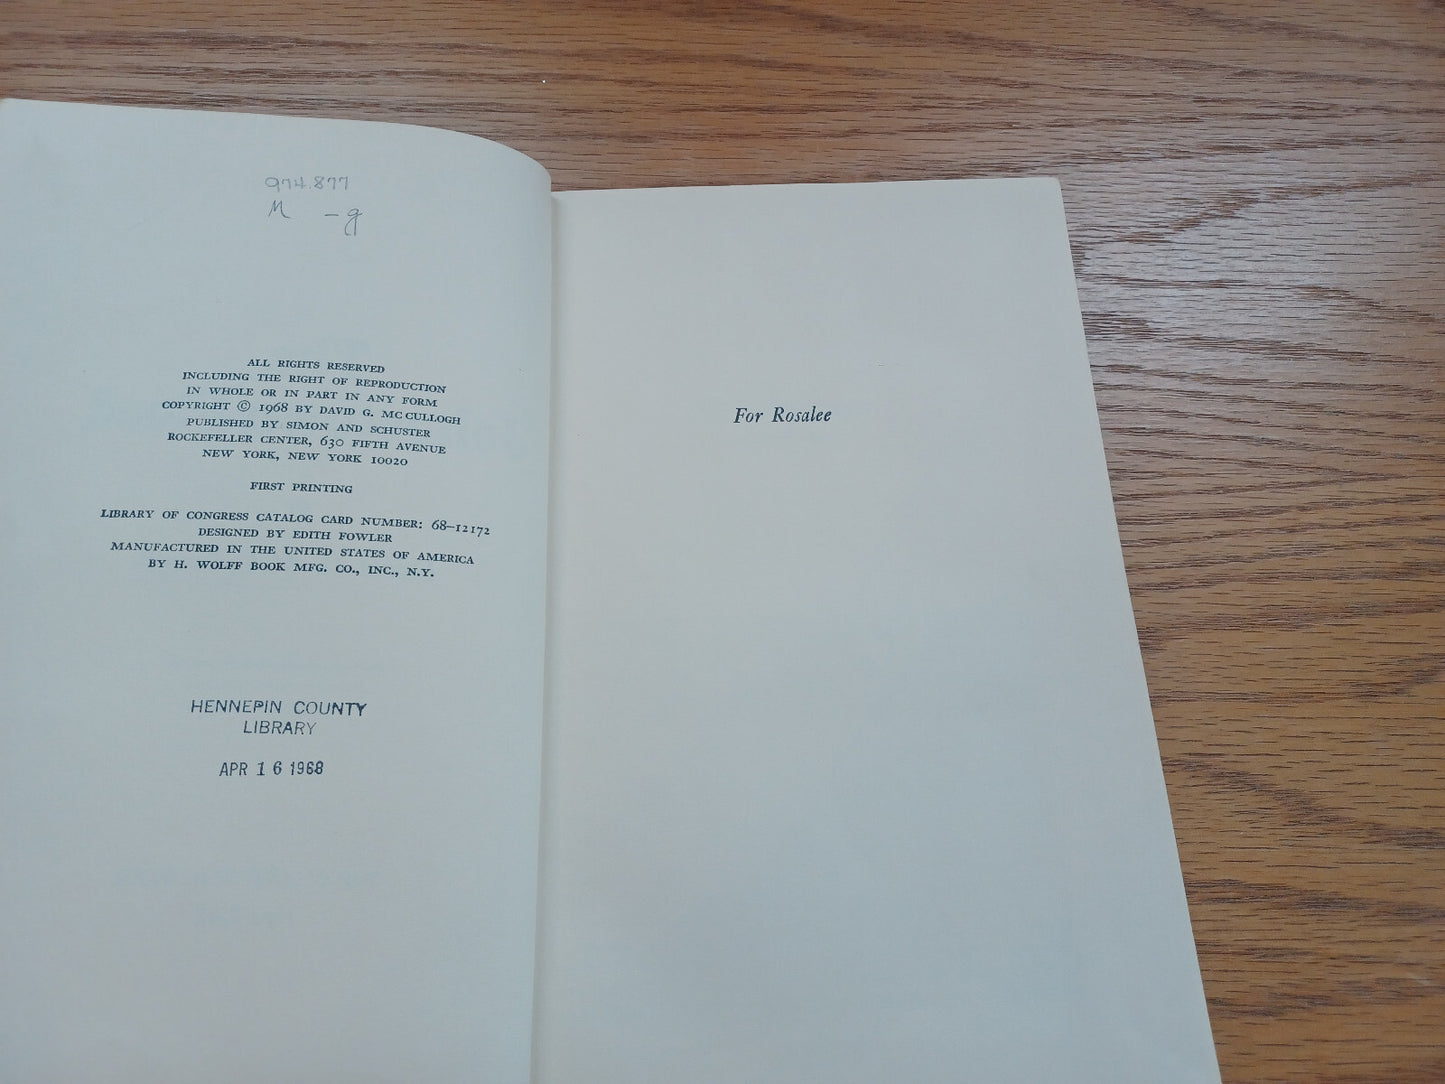 974.877
M - g
ALL RIGHTS RESERVED
INCLUDING THE RIGHT OF REPRODUCTION
IN WHOLE OR IN PART IN ANY FORM
COPYRIGHT © 1968 BY DAVID G. MC CULLOGH
PUBLISHED BY SIMON AND SCHUSTER
ROCKEFELLER CENTER, 630 FIFTH AVENUE
NEW YORK, NEW YORK 10020
FIRST PRINTING
LIBRARY OF CONGRESS CATALOG CARD NUMBER: 68–12172
DESIGNED BY EDITH FOWLER
MANUFACTURED IN THE UNITED STATES OF AMERICA
BY H. WOLFF BOOK MFG. CO., INC., N.Y.
HENNEPIN COUNTY
LIBRARY
APR 16 1968
For Rosalee